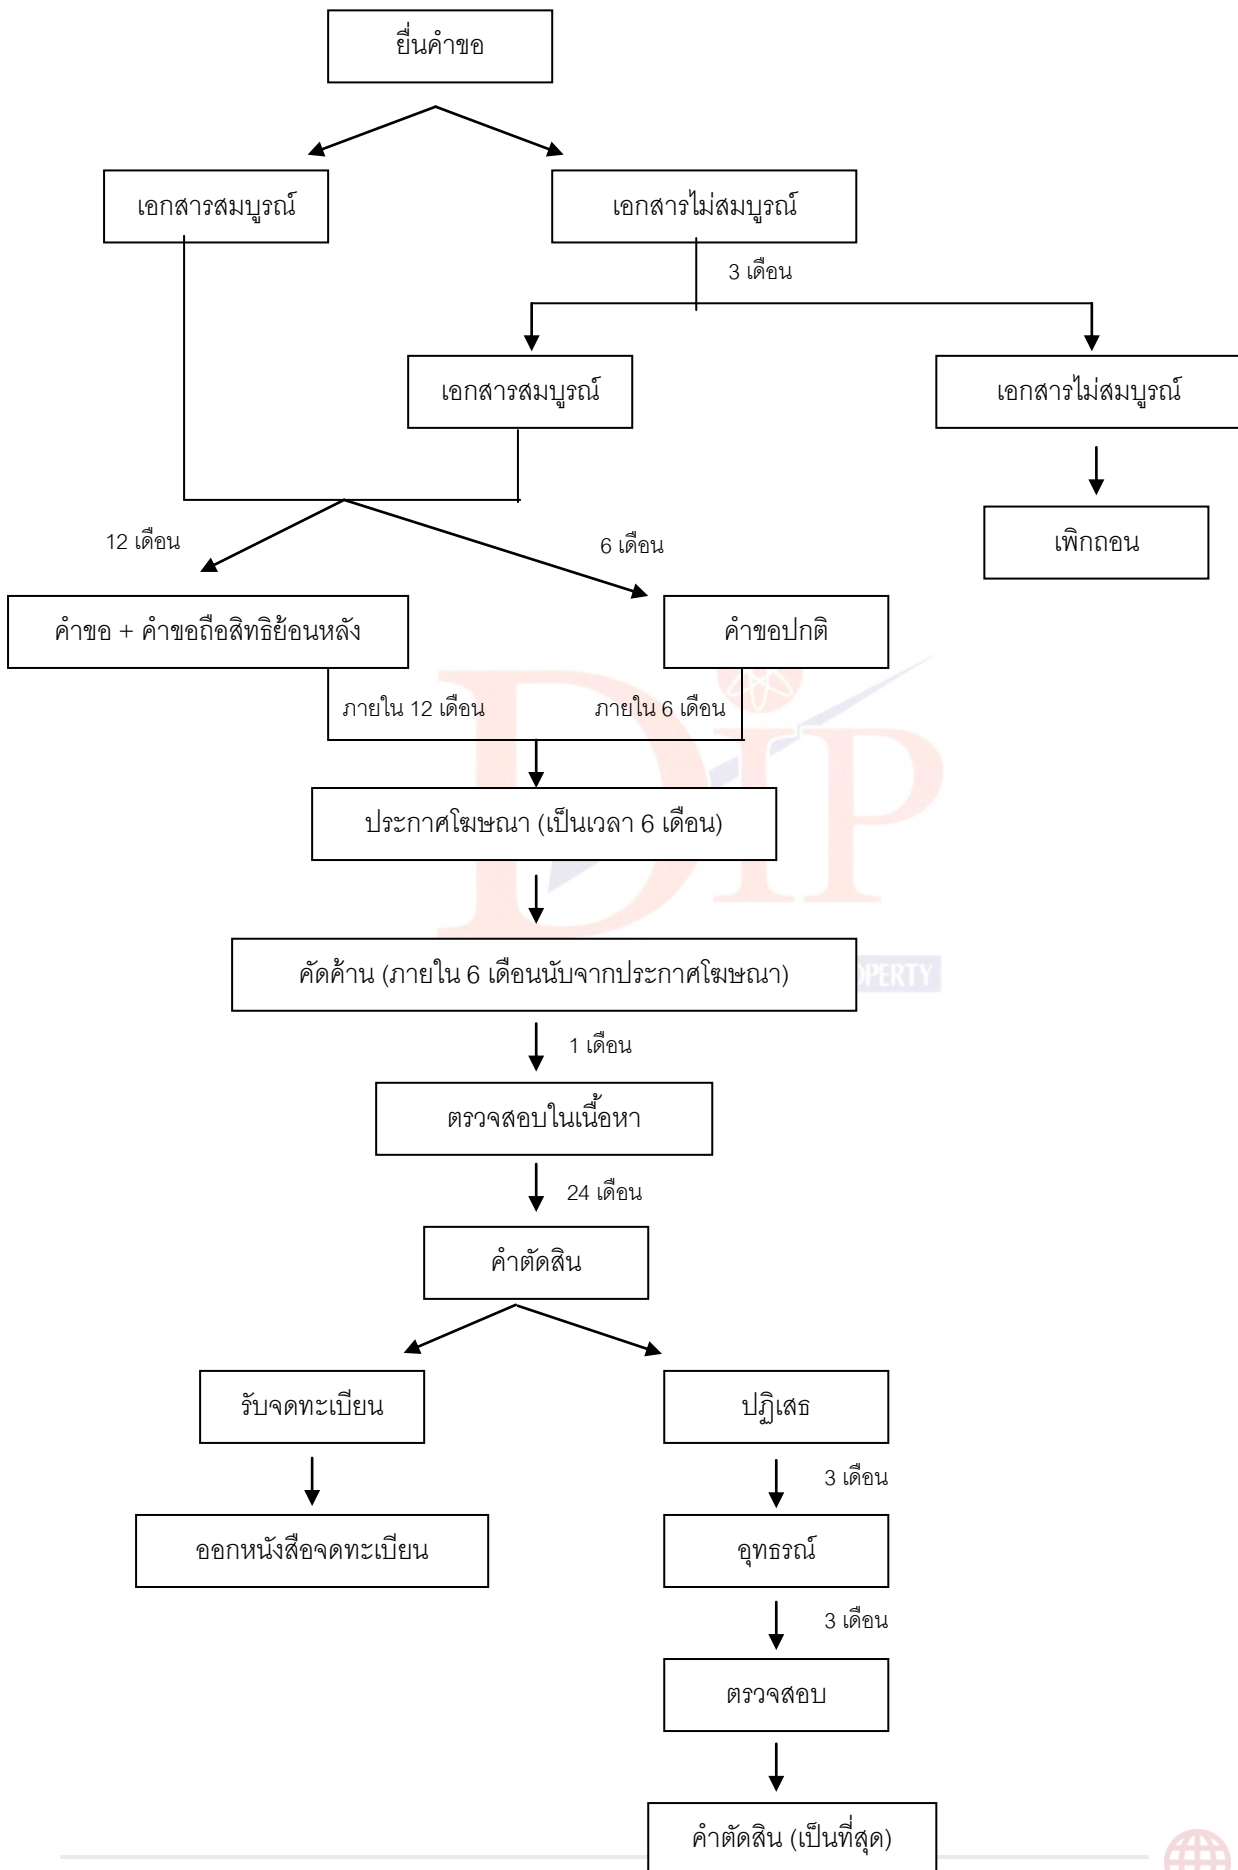 ยื่นคำขอ
เอกสารสมบูรณ์
เอกสารไม่สมบูรณ์
3 เดือน
เอกสารสมบูรณ์
เอกสารไม่สมบูรณ์
เพิกถอน
12 เดือน
6 เดือน
คำขอ + คำขอถือสิทธิย้อนหลัง
คำขอปกติ
ภายใน 12 เดือน
ภายใน 6 เดือน
DIP
ประกาศโฆษณา (เป็นเวลา 6 เดือน)
คัดค้าน (ภายใน 6 เดือนนับจากประกาศโฆษณา)
1 เดือน
ตรวจสอบในเนื้อหา
24 เดือน
คำตัดสิน
รับจดทะเบียน
ปฏิเสธ
3 เดือน
ออกหนังสือจดทะเบียน
อุทธรณ์
3 เดือน
ตรวจสอบ
คำตัดสิน (เป็นที่สุด)